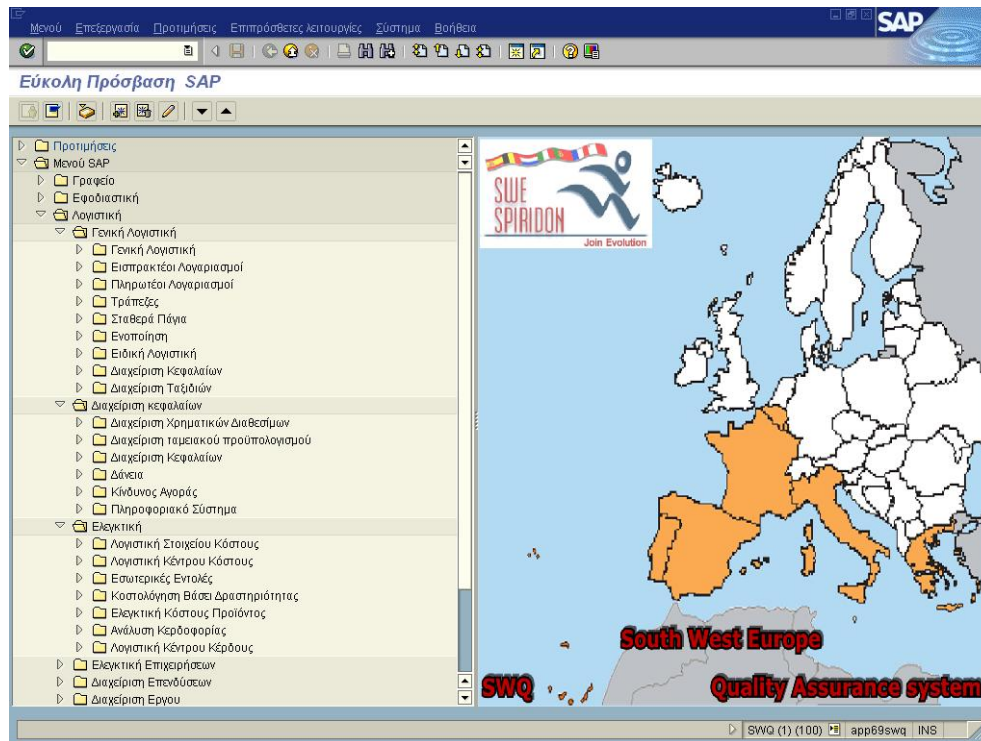 Μενού Επεξεργασία Προτιμήσεις Επιπρόσθετες λειτουργίες Σύστημα Βοήθεια
SAP
Εύκολη Πρόσβαση SAP
Προτιμήσεις
Μενού SAP
Γραφείο
Εφοδιαστική
Λογιστική
Γενική Λογιστική
Γενική Λογιστική
Εισπρακτέοι Λογαριασμοί
Πληρωτέοι Λογαριασμοί
Τράπεζες
Σταθερά Πάγια
Ενοποίηση
Ειδική Λογιστική
Διαχείριση Κεφαλαίων
Διαχείριση Ταξιδιών
Διαχείριση κεφαλαίων
Διαχείριση Χρηματικών Διαθεσίμων
Διαχείριση ταμειακού προϋπολογισμού
Διαχείριση Κεφαλαίων
Δάνεια
Κίνδυνος Αγοράς
Πληροφοριακό Σύστημα
Ελεγκτική
Λογιστική Στοιχείου Κόστους
Λογιστική Κέντρου Κόστους
Εσωτερικές Εντολές
Κοστολόγηση Βάσει Δραστηριότητας
Ελεγκτική Κόστους Προϊόντος
Ανάλυση Κερδοφορίας
Λογιστική Κέντρου Κέρδους
Ελεγκτική Επιχειρήσεων
Διαχείριση Επενδύσεων
Διαχείριση Εργου
SWE
SPIRIDON
Join Evolution
South West Europe
SWQ Quality Assurance system
SWQ (1) (100) app69swq INS